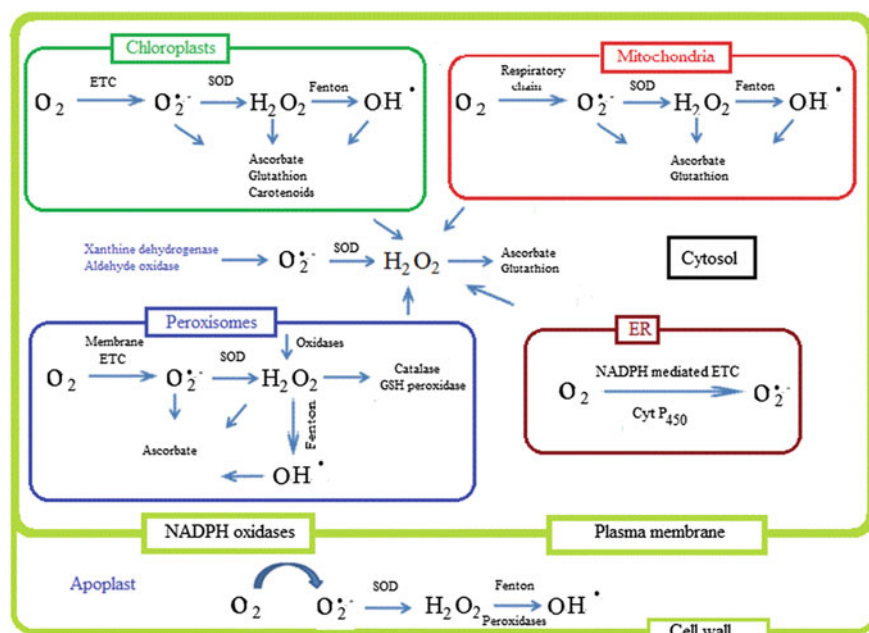 Chloroplasts
ETC SOD Fenton
O2 O2•- H2O2 OH•
Ascorbate
Glutathion
Carotenoids
Mitochondria
Respiratory
chain SOD Fenton
O2 O2•- H2O2 OH•
Ascorbate
Glutathion
Xanthine dehydrogenase
Aldehyde oxidase
O2•- SOD H2O2
Ascorbate
Glutathion
Cytosol
Peroxisomes
Membrane
ETC SOD Oxidases
O2 O2•- H2O2
Catalase
GSH peroxidase
Fenton
Ascorbate
OH•
ER
NADPH mediated ETC
O2 O2•-
Cyt P450
NADPH oxidases
Plasma membrane
Apoplast
SOD Fenton
O2 O2•- H2O2 OH•
Peroxidases
Cell wall